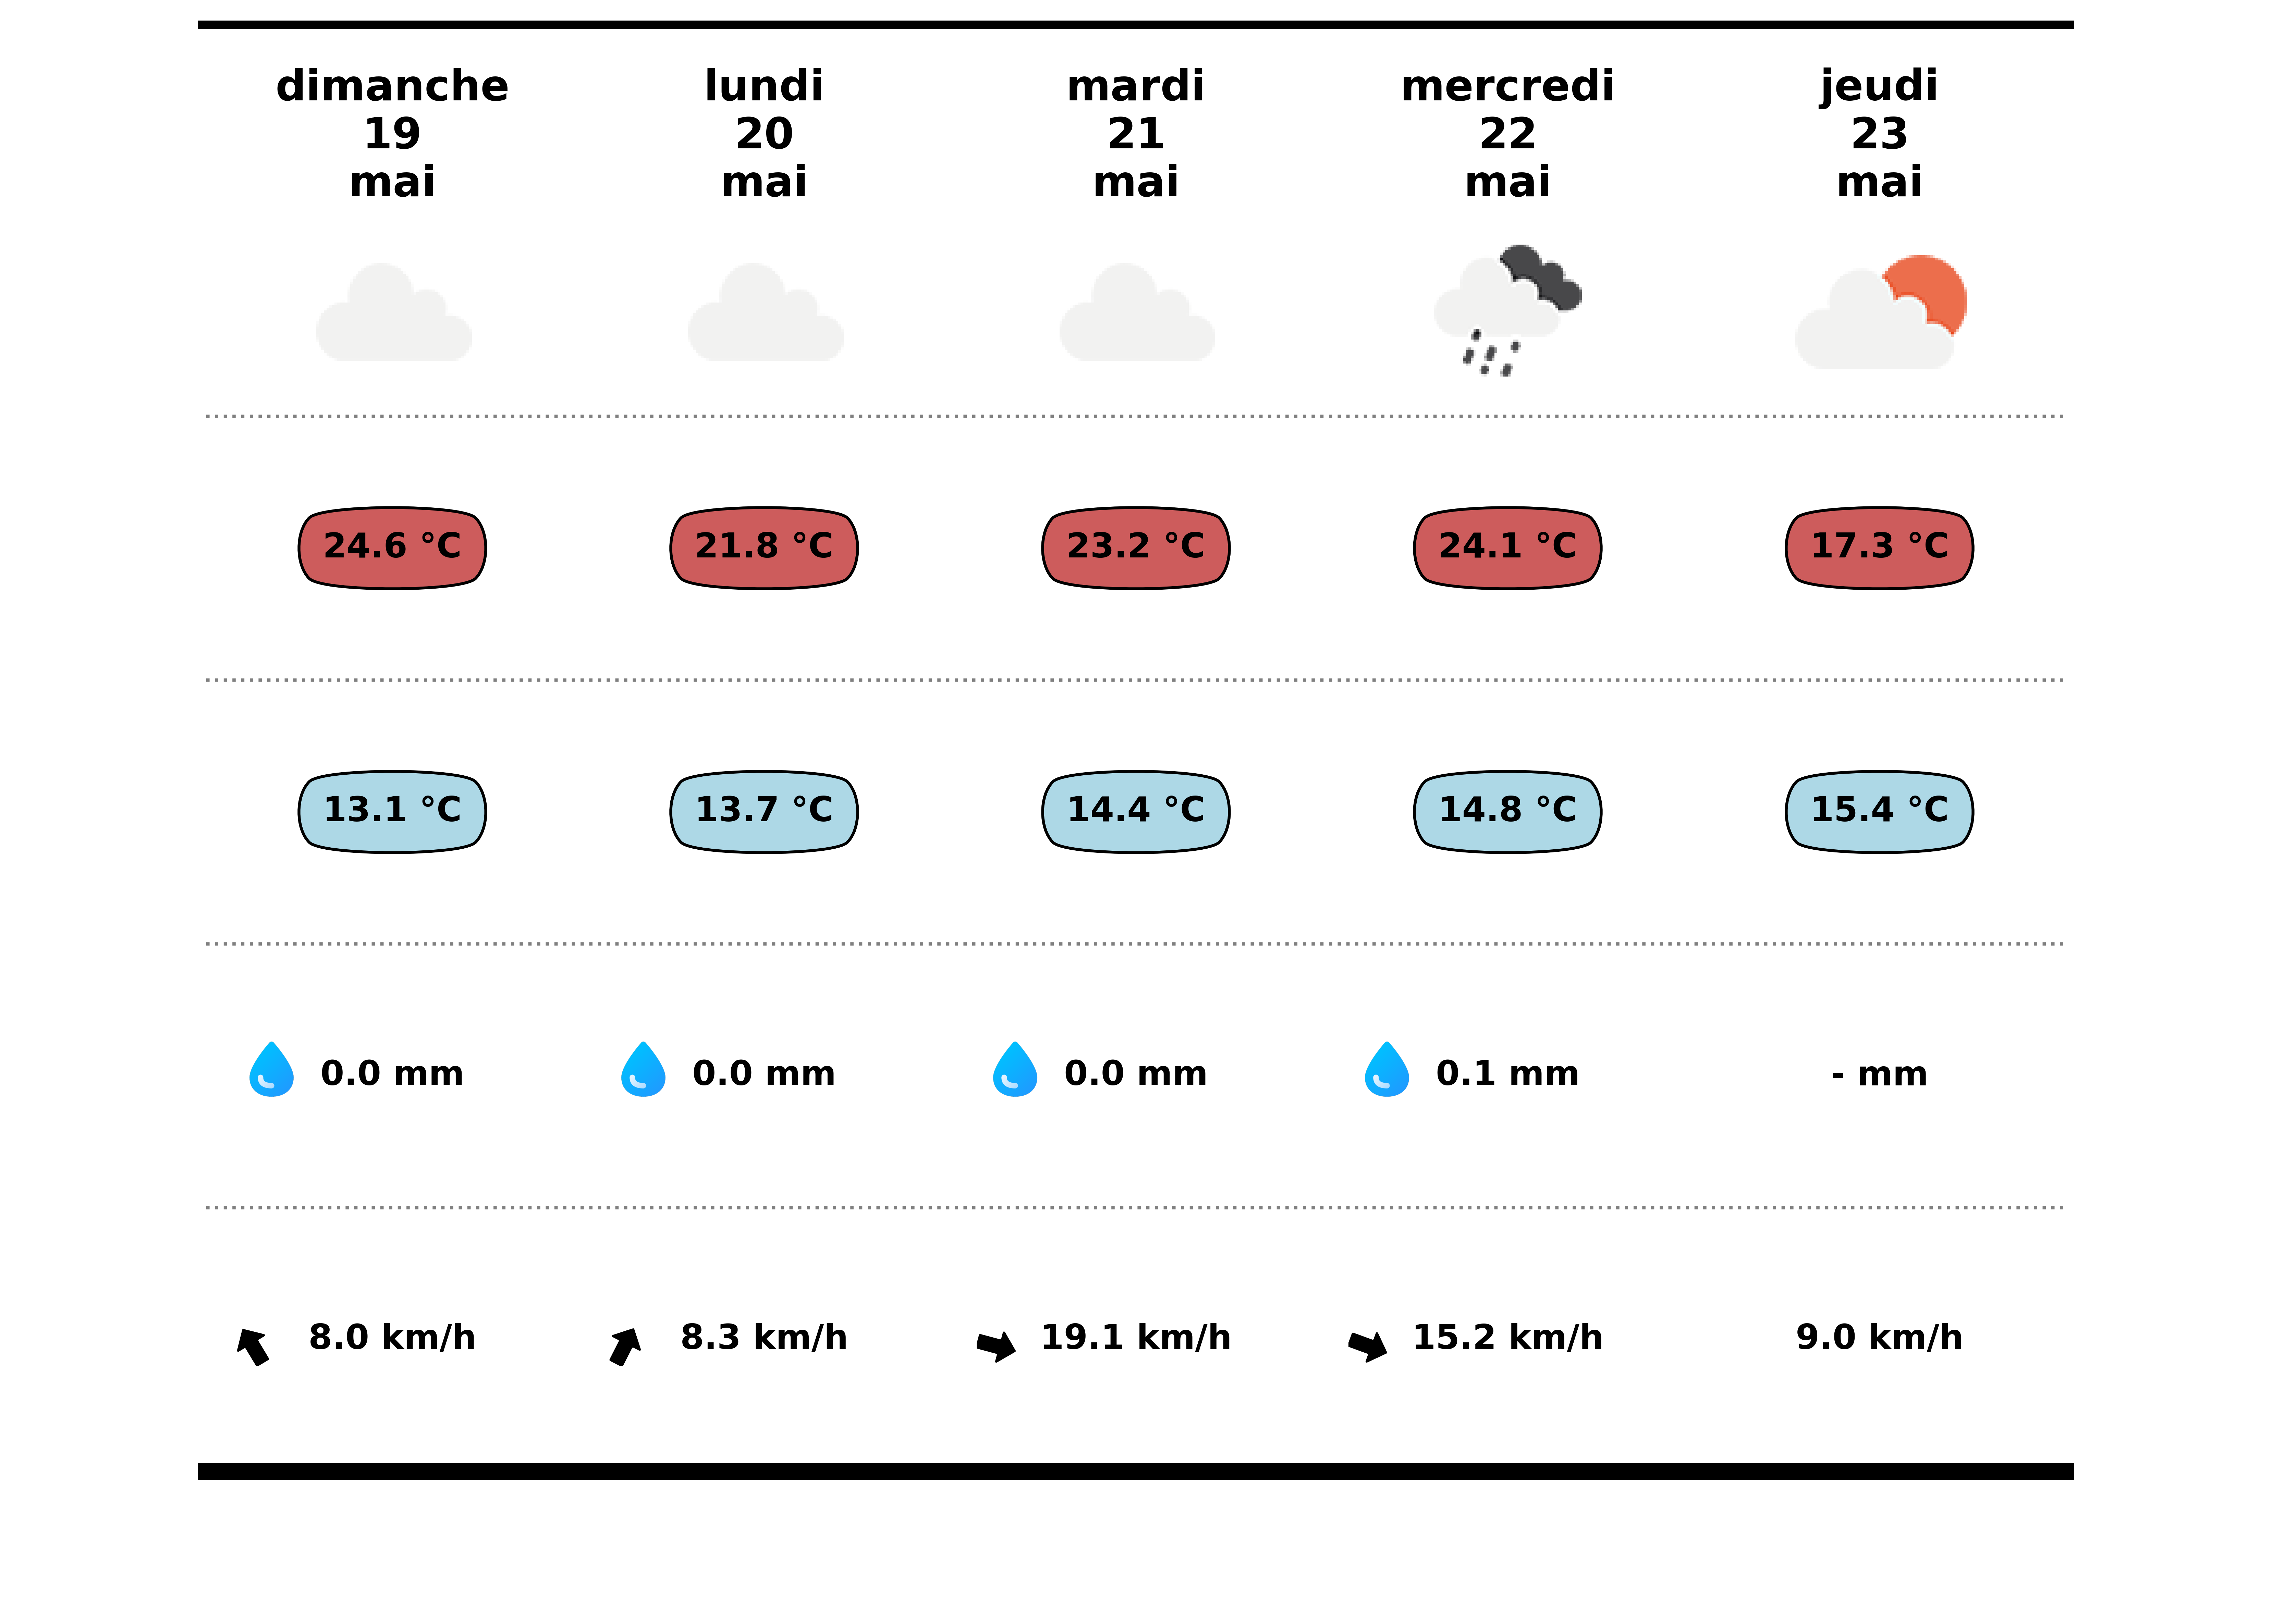 dimanche
19
mai
lundi
20
mai
mardi
21
mai
mercredi
22
mai
jeudi
23
mai
24.6 °C
21.8 °C
23.2 °C
24.1 °C
17.3 °C
13.1 °C
13.7 °C
14.4 °C
14.8 °C
15.4 °C
0.0 mm
0.0 mm
0.0 mm
0.1 mm
- mm
8.0 km/h
8.3 km/h
19.1 km/h
15.2 km/h
9.0 km/h